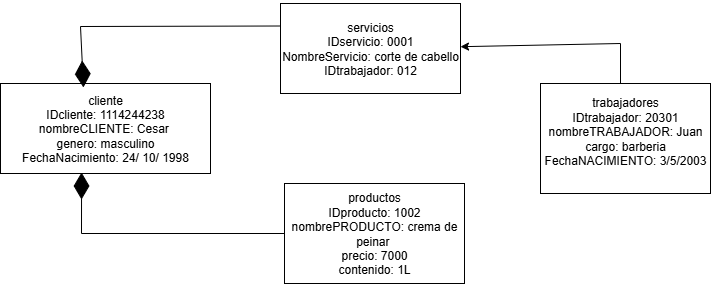 servicios
IDservicio: 0001
NombreServicio: corte de cabello
IDtrabajador: 012
cliente
IDcliente: 1114244238
nombreCLIENTE: Cesar
genero: masculino
FechaNacimiento: 24/ 10/ 1998
trabajadores
IDtrabajador: 20301
nombreTRABAJADOR: Juan
cargo: barberia
FechaNACIMIENTO: 3/5/2003
productos
IDproducto: 1002
nombrePRODUCTO: crema de
peinar
precio: 7000
contenido: 1L